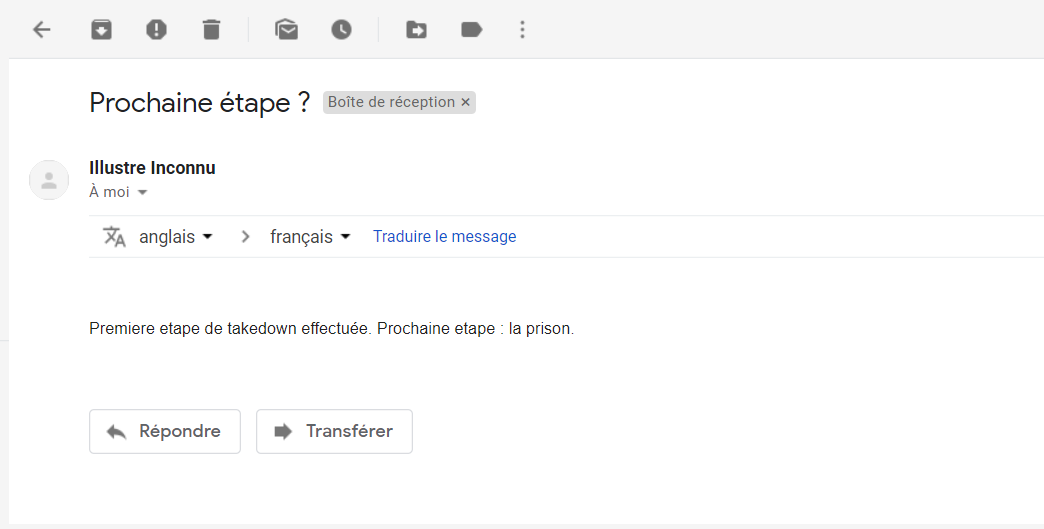 Prochaine étape ? Boîte de réception ×
Illustre Inconnu
À moi
anglais > français Traduire le message
Premiere etape de takedown effectuée. Prochaine etape : la prison.
Répondre Transférer